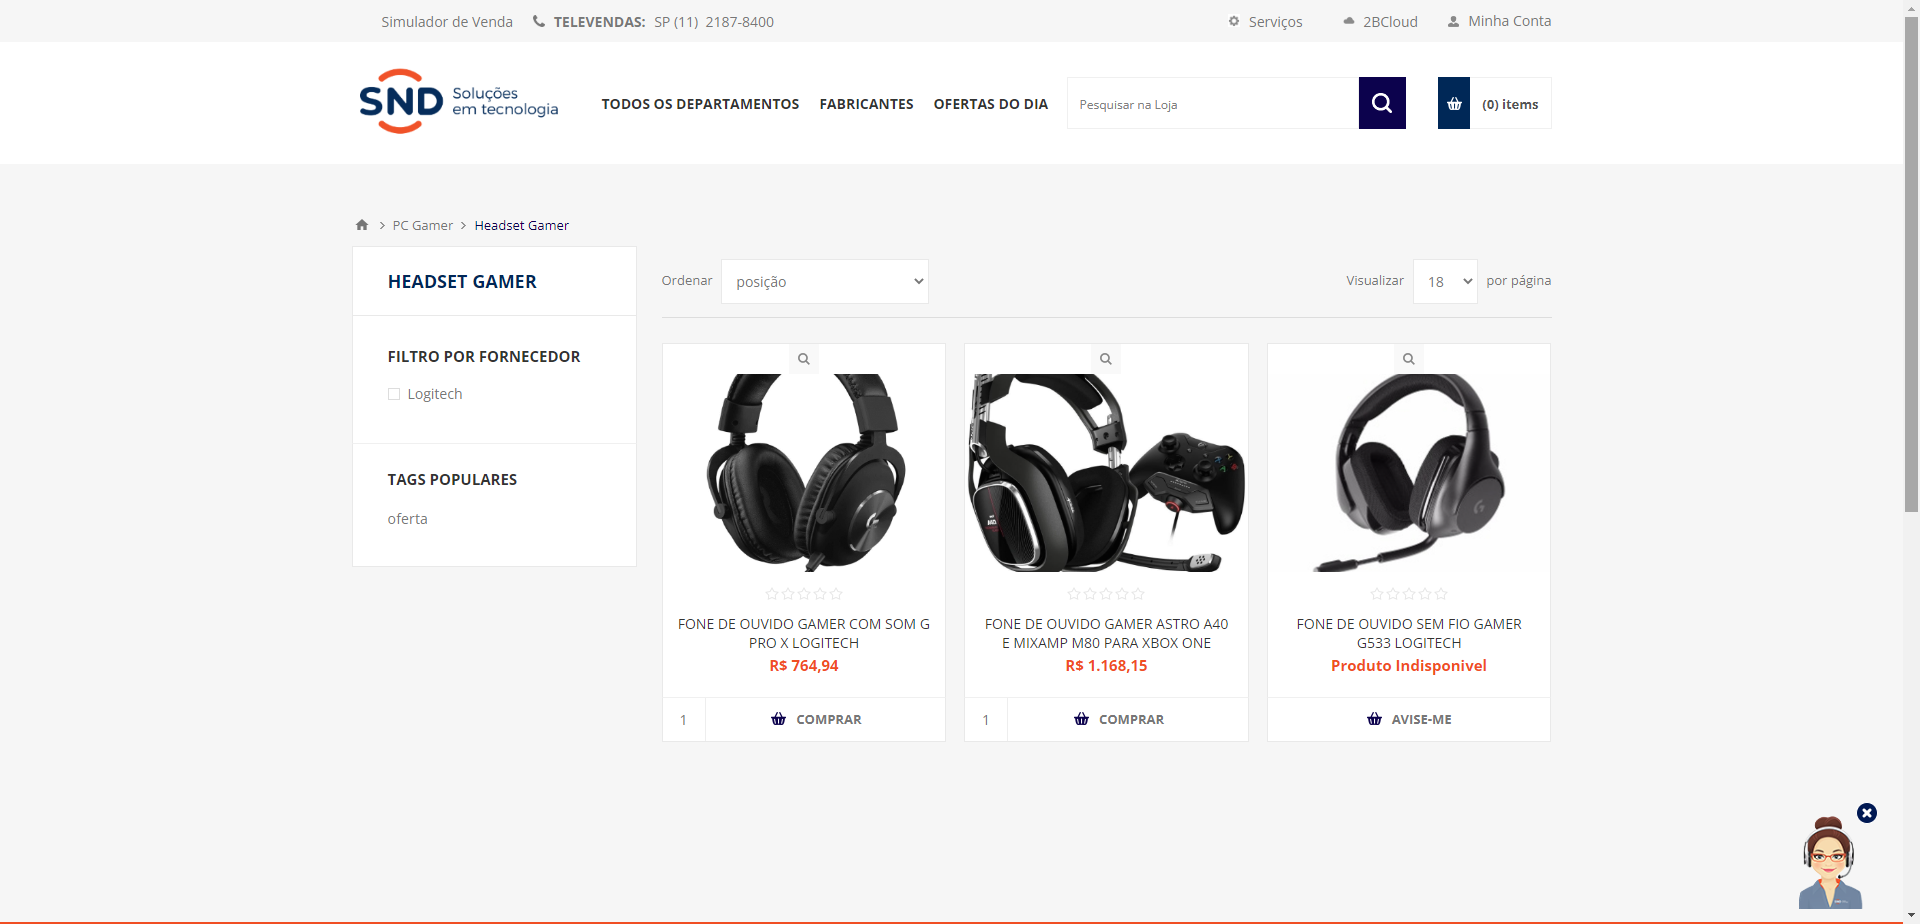 Simulador de Venda TELEVENDAS: SP (11) 2187-8400 Serviços 2BCloud Minha Conta
SND Soluções em tecnologia
TODOS OS DEPARTAMENTOS FABRICANTES OFERTAS DO DIA Pesquisar na Loja (0) items
PC Gamer Headset Gamer
HEADSET GAMER
FILTRO POR FORNECEDOR
Logitech
TAGS POPULARES
oferta
Ordenar posição Visualizar 18 por página
FONE DE OUVIDO GAMER COM SOM G
PRO X LOGITECH
R$ 764,94
1 COMPRAR
FONE DE OUVIDO GAMER ASTRO A40
E MIXAMP M80 PARA XBOX ONE
R$ 1.168,15
1 COMPRAR
FONE DE OUVIDO SEM FIO GAMER
G533 LOGITECH
Produto Indisponivel
AVISE-ME